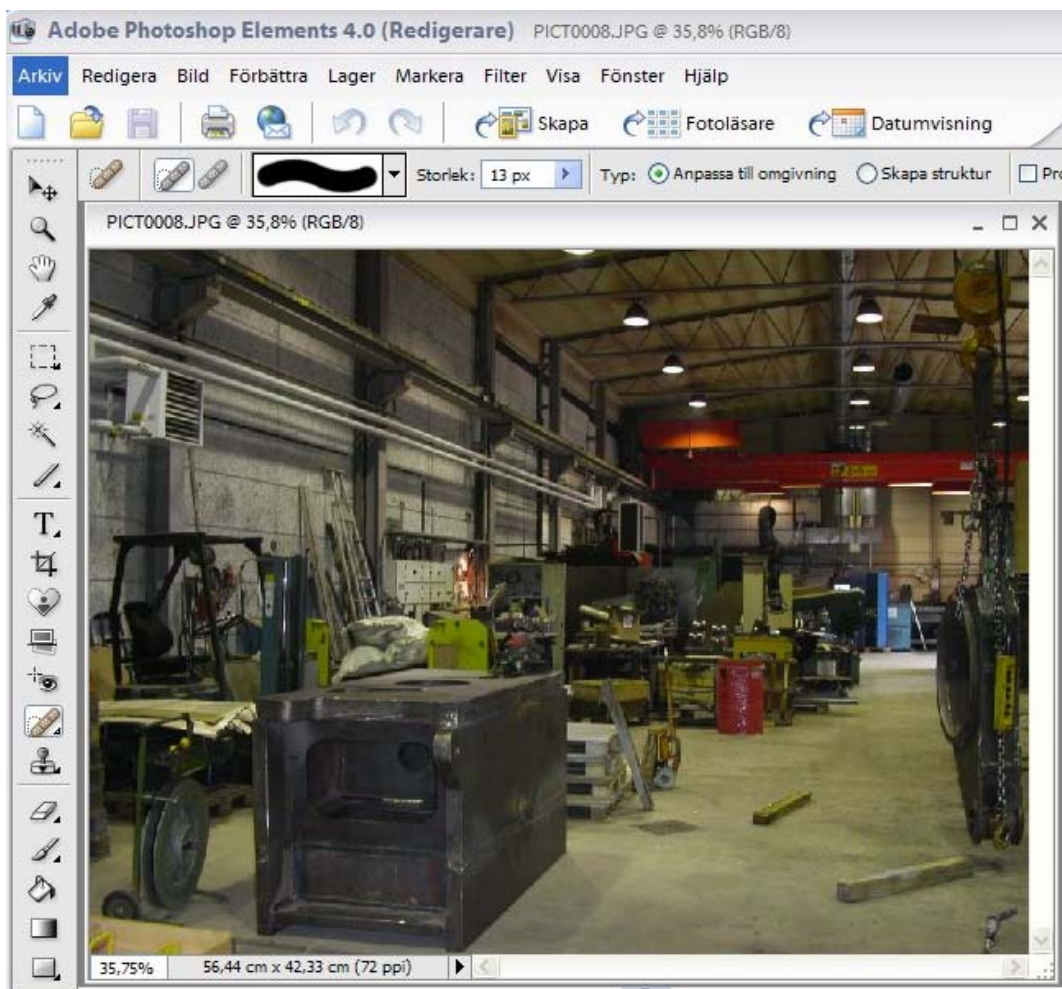 Adobe Photoshop Elements 4.0 (Redigerare) PICT0008.JPG @ 35,8% (RGB/8)
Arkiv Redigera Bild Förbättra Lager Markera Filter Visa Fönster Hjälp
Skapa Fotoläsare Datumvisning
Storlek: 13 px Typ: Anpassa till omgivning Skapa struktur Pro
PICT0008.JPG @ 35,8% (RGB/8)
T
35,75% 56,44 cm x 42,33 cm (72 ppi)